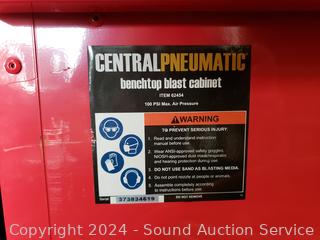 CENTRALPNEUMATIC
benchtop blast cabinet
ITEM 62454
100 PSI Max. Air Pressure
WARNING
TO PREVENT SERIOUS INJURY:
1. Read and understand instruction
manual before use.
2. Wear ANSI-approved safety goggles,
NIOSH-approved dust mask/respirator
and hearing protection during use.
3. DO NOT USE SAND AS BLASTING MEDIA.
4. Do not point nozzle at people or animals.
5. Assemble completely according
to instructions before use.
Serial 373834619
DO NOT REMOVE
Copyright 2024 - Sound Auction Service